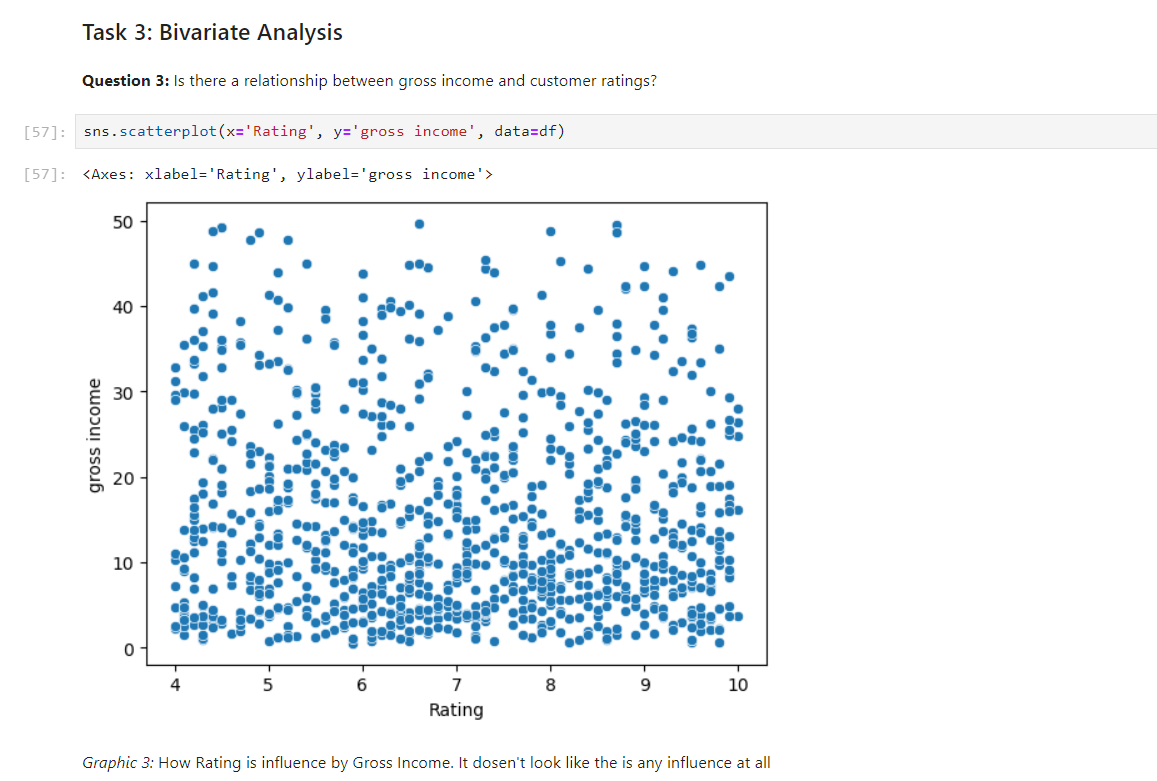 Task 3: Bivariate Analysis
Question 3: Is there a relationship between gross income and customer ratings?
[57]: sns.scatterplot(x='Rating', y='gross income', data=df)
[57]: <Axes: xlabel='Rating', ylabel='gross income'>
50
40
30
20
10
0
gross income
4 5 6 7 8 9 10
Rating
Graphic 3: How Rating is influence by Gross Income. It dosen't look like the is any influence at all